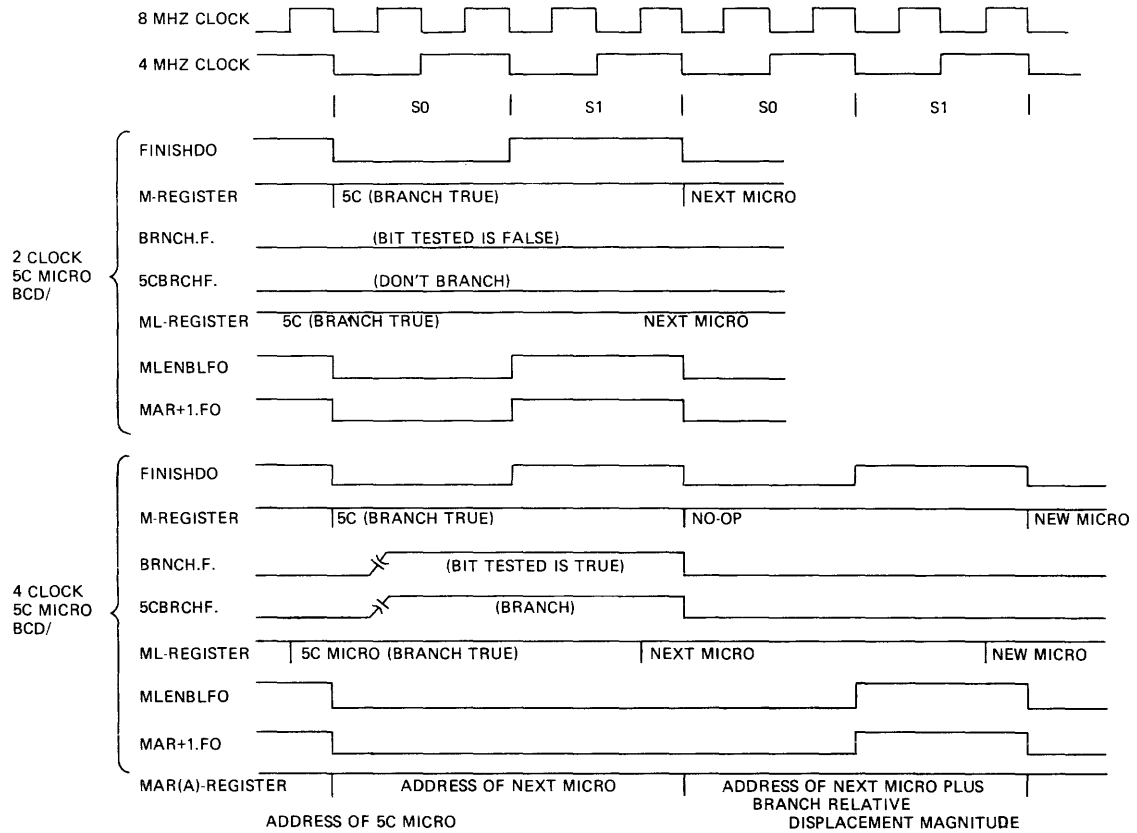 8 MHZ CLOCK
4 MHZ CLOCK
S0 S1 S0 S1
2 CLOCK
5C MICRO
BCD/
FINISHDO
M-REGISTER 5C (BRANCH TRUE) NEXT MICRO
BRNCH.F. (BIT TESTED IS FALSE)
5CBRCHF. (DON'T BRANCH)
ML-REGISTER 5C (BRANCH TRUE) NEXT MICRO
MLENBLFO
MAR+1.FO
4 CLOCK
5C MICRO
BCD/
FINISHDO
M-REGISTER 5C (BRANCH TRUE) NO-OP NEW MICRO
BRNCH.F. (BIT TESTED IS TRUE)
5CBRCHF. (BRANCH)
ML-REGISTER 5C MICRO (BRANCH TRUE) NEXT MICRO NEW MICRO
MLENBLFO
MAR+1.FO
MAR(A)-REGISTER ADDRESS OF NEXT MICRO ADDRESS OF NEXT MICRO PLUS
BRANCH RELATIVE
ADDRESS OF 5C MICRO DISPLACEMENT MAGNITUDE